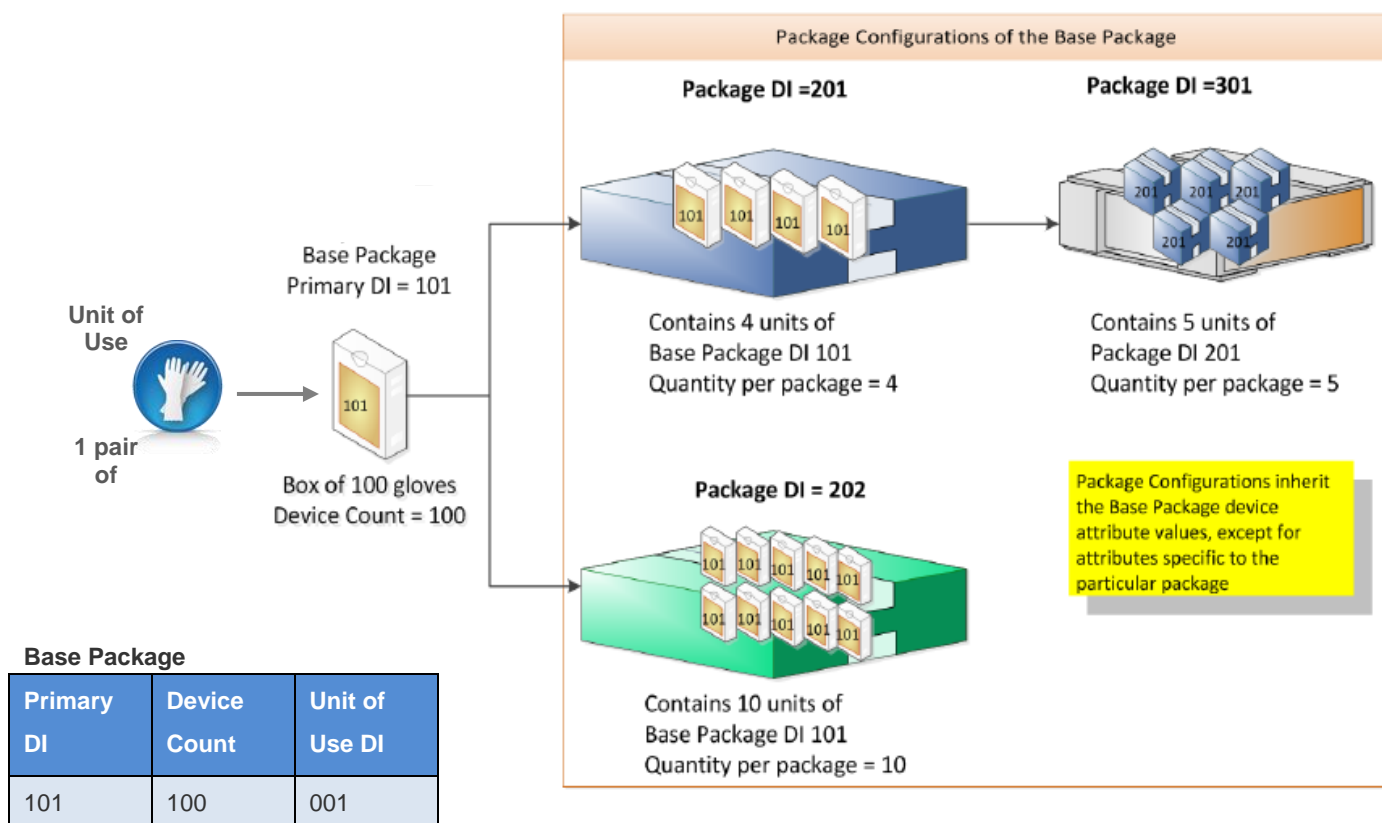 Package Configurations of the Base Package
Package DI =201
Package DI =301
101
101
101
101
201
201
201
201
201
Base Package
Primary DI = 101
Unit of
Use
101
1 pair
of
Box of 100 gloves
Device Count = 100
Contains 4 units of
Base Package DI 101
Quantity per package = 4
Contains 5 units of
Package DI 201
Quantity per package = 5
Package DI = 202
101
101
101
101
101
101
101
101
101
101
Package Configurations inherit
the Base Package device
attribute values, except for
attributes specific to the
particular package
Contains 10 units of
Base Package DI 101
Quantity per package = 10
Base Package
Primary DI
Device Count
Unit of Use DI
101
100
001